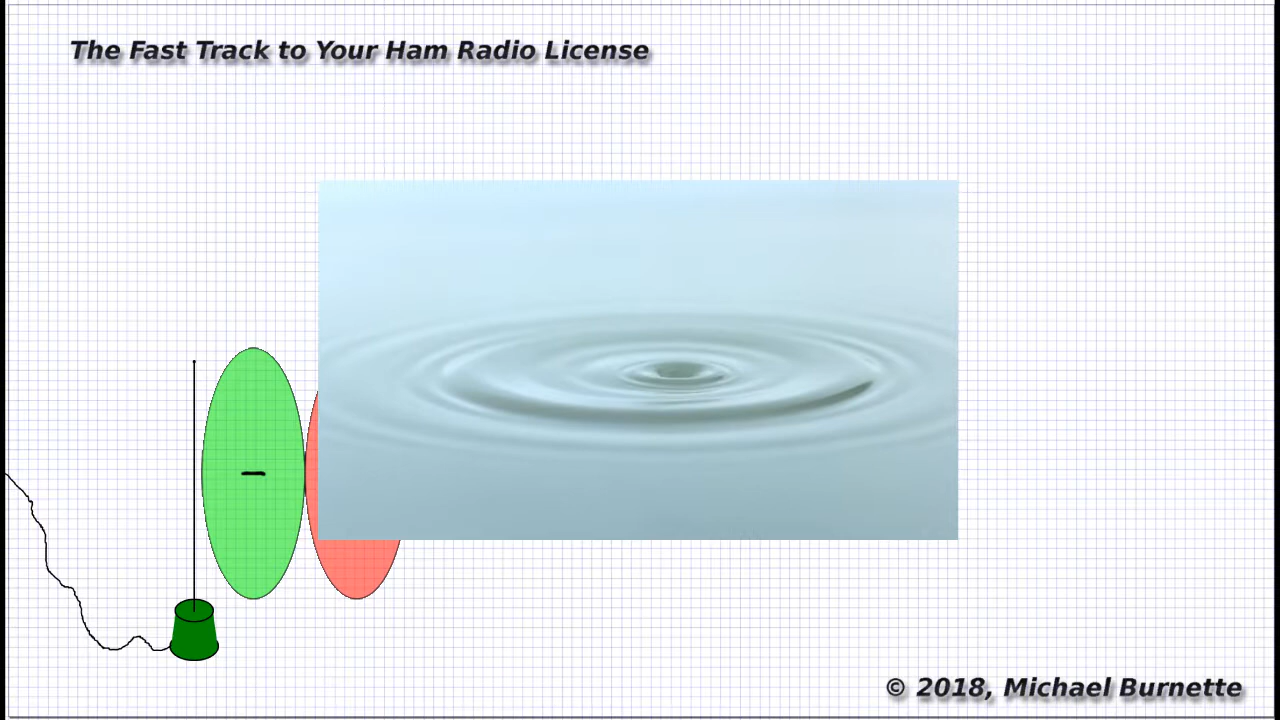 The Fast Track to Your Ham Radio License
–
© 2018, Michael Burnette